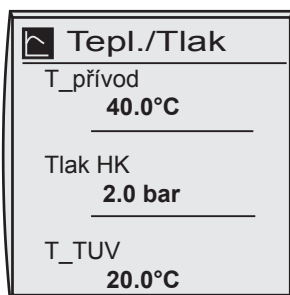 Tepl./Tlak
T_přívod
40.0°C
Tlak HK
2.0 bar
T_TUV
20.0°C